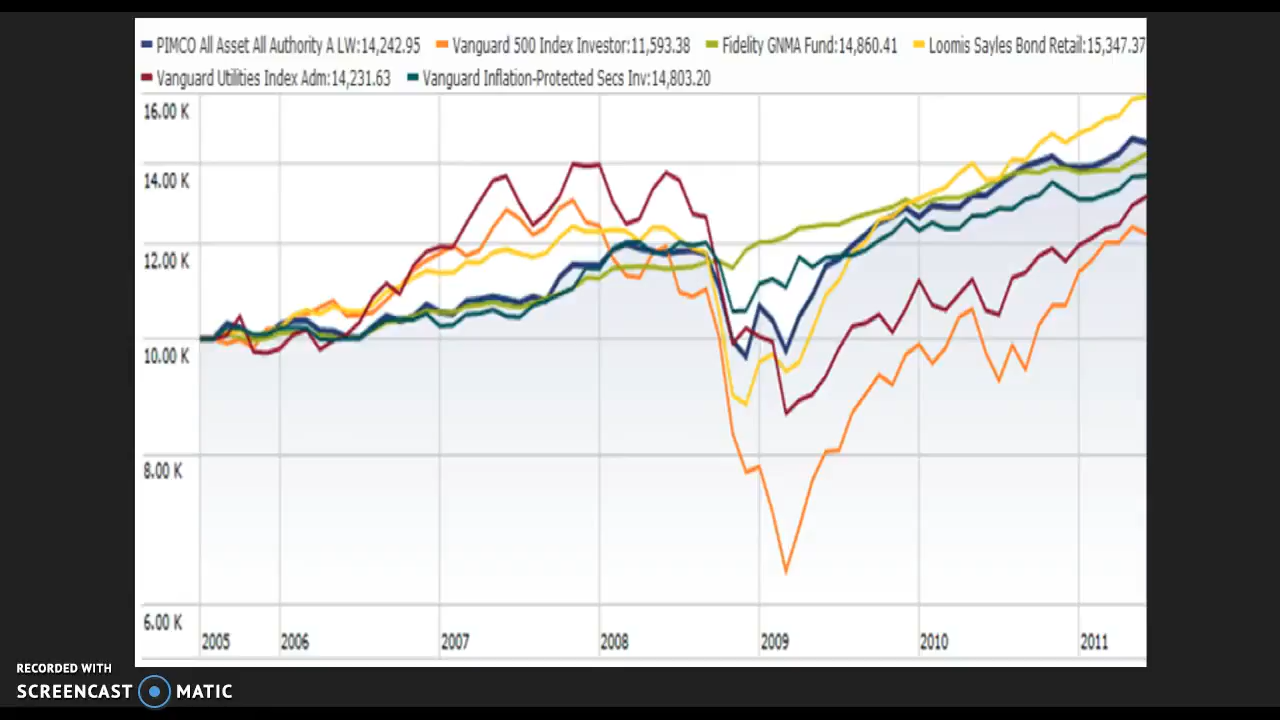 PIMCO All Asset All Authority A LW:14,242.95 Vanguard 500 Index Investor:11,593.38 Fidelity GNMA Fund:14,860.41 Loomis Sayles Bond Retail:15,347.37
Vanguard Utilities Index Adm:14,231.63 Vanguard Inflation-Protected Secs Inv:14,803.20
16.00 K
14.00 K
12.00 K
10.00 K
8.00 K
6.00 K
2005 2006 2007 2008 2009 2010 2011
RECORDED WITH
SCREENCAST MATIC